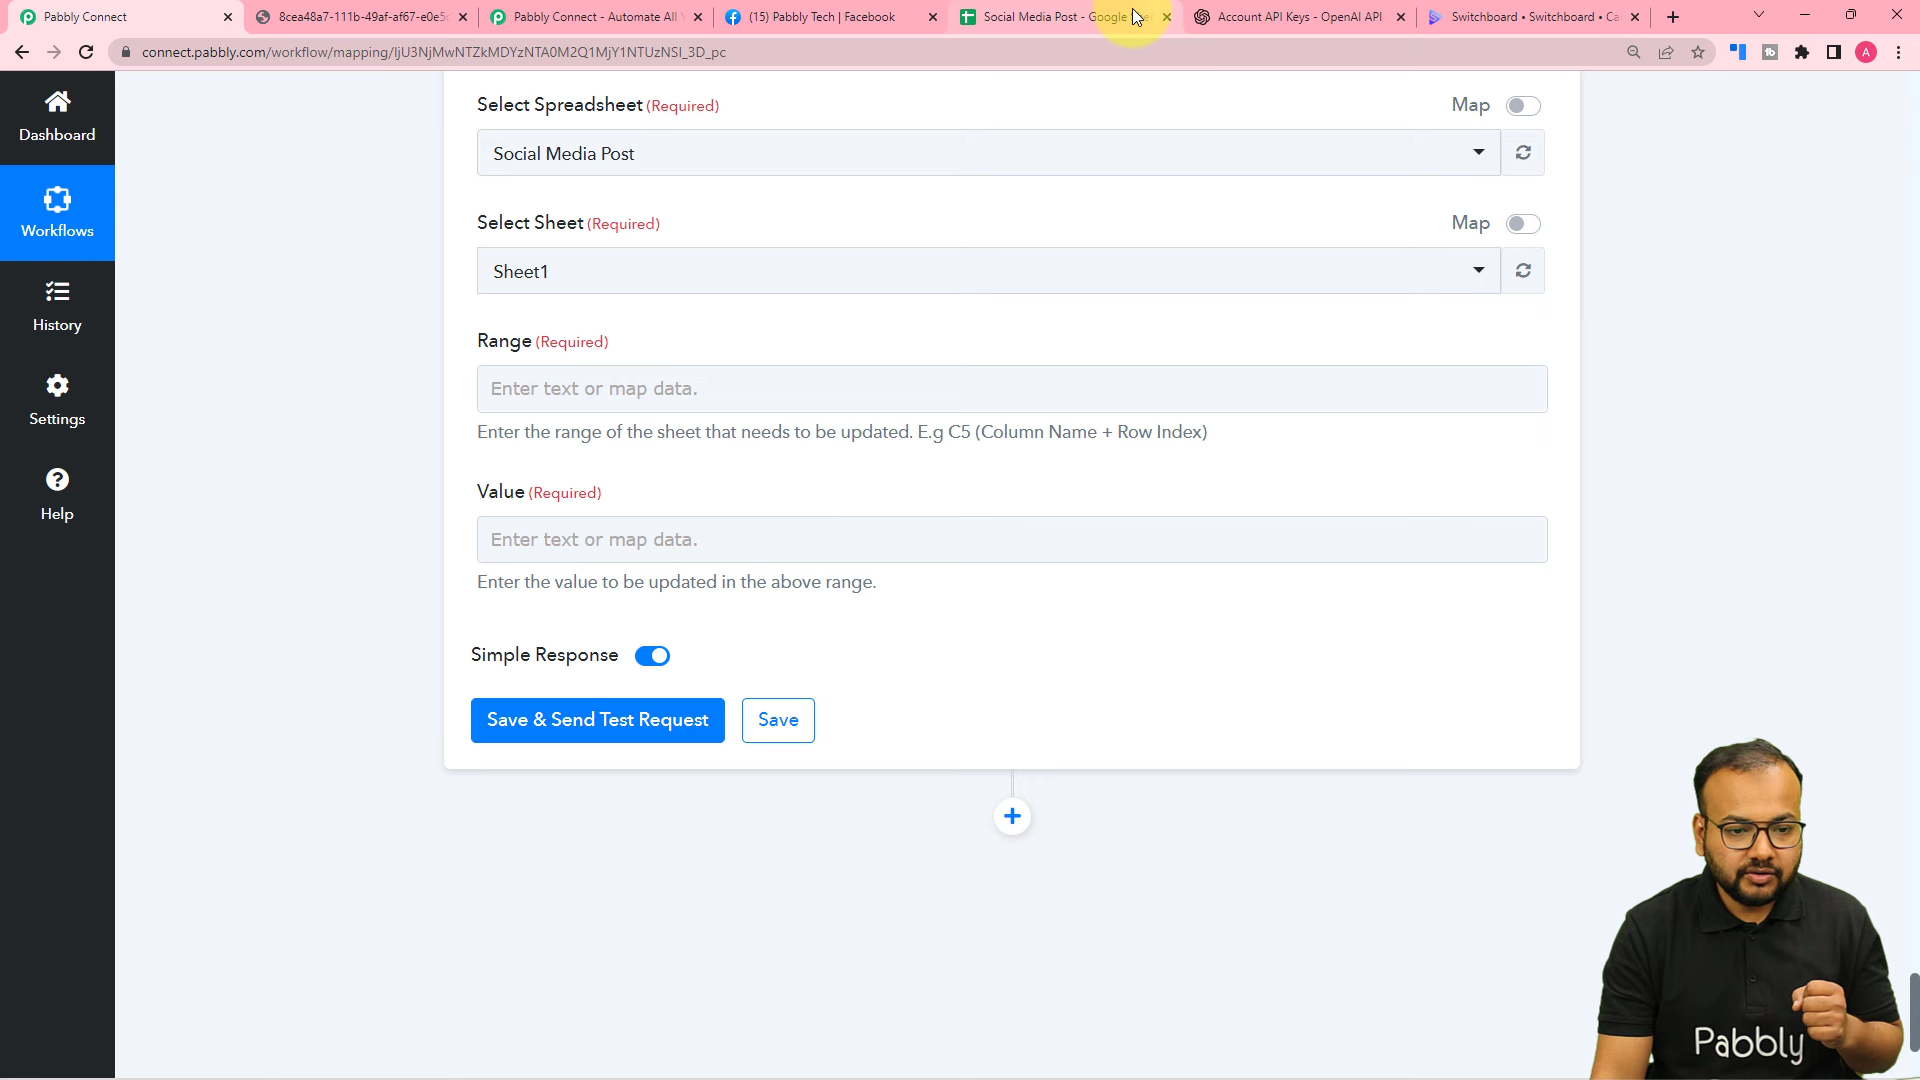 Pabbly Connect
8cea48a7-111b-49af-af67-e0e5c
Pabbly Connect - Automate All
(15) Pabbly Tech | Facebook
Social Media Post - Google
Account API Keys - OpenAI API
Switchboard • Switchboard • Ca
connect.pabbly.com/workflow/mapping/IjU3NjMwNTZkMDYzNTA0M2Q1MjY1NTUzNSI_3D_pc
A
Dashboard
Workflows
History
Settings
Help
Select Spreadsheet (Required)
Map
Social Media Post
Select Sheet (Required)
Map
Sheet1
Range (Required)
Enter text or map data.
Enter the range of the sheet that needs to be updated. E.g C5 (Column Name + Row Index)
Value (Required)
Enter text or map data.
Enter the value to be updated in the above range.
Simple Response
Save & Send Test Request
Save
Pabbly